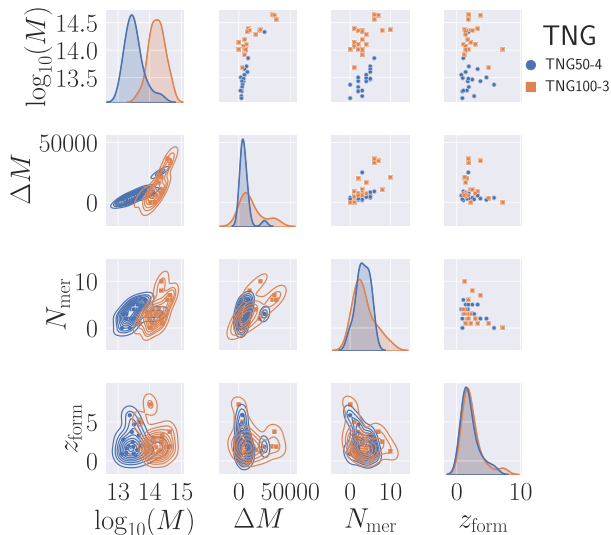 TNG
TNG50-4
TNG100-3
log₁₀(M)
14.5
14.0
13.5
ΔM
50000
0
N_mer
10
0
z_form
5
0
13 14 15
0 50000
0 10
0 10
log₁₀(M) ΔM N_mer z_form